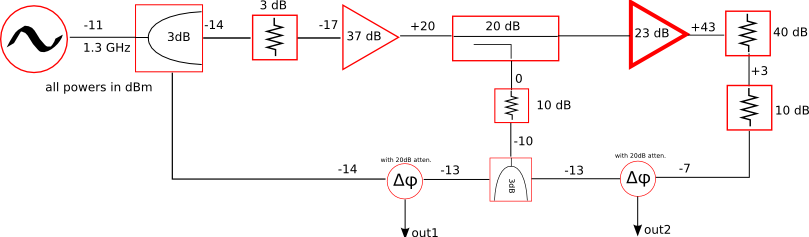 -11
1.3 GHz
3dB
-14
3 dB
-17
37 dB
+20
20 dB
23 dB
+43
40 dB
all powers in dBm
0
+3
10 dB
10 dB
-10
-14
with 20dB atten.
Δφ
-13
3dB
-13
with 20dB atten.
Δφ
-7
out1
out2